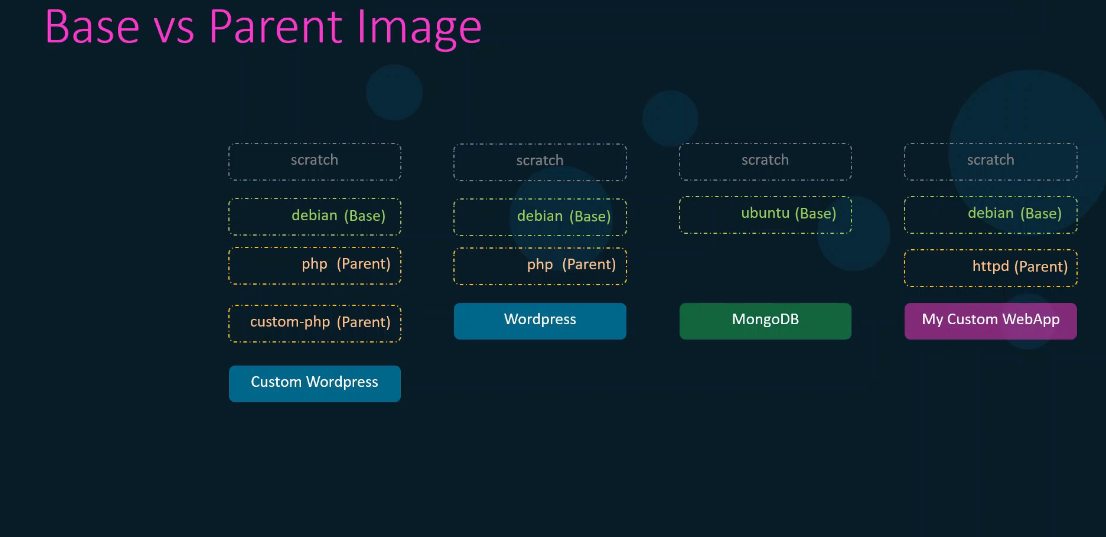 Base vs Parent Image
scratch
debian (Base)
php (Parent)
custom-php (Parent)
Custom Wordpress
scratch
debian (Base)
php (Parent)
Wordpress
scratch
ubuntu (Base)
MongoDB
scratch
debian (Base)
httpd (Parent)
My Custom WebApp